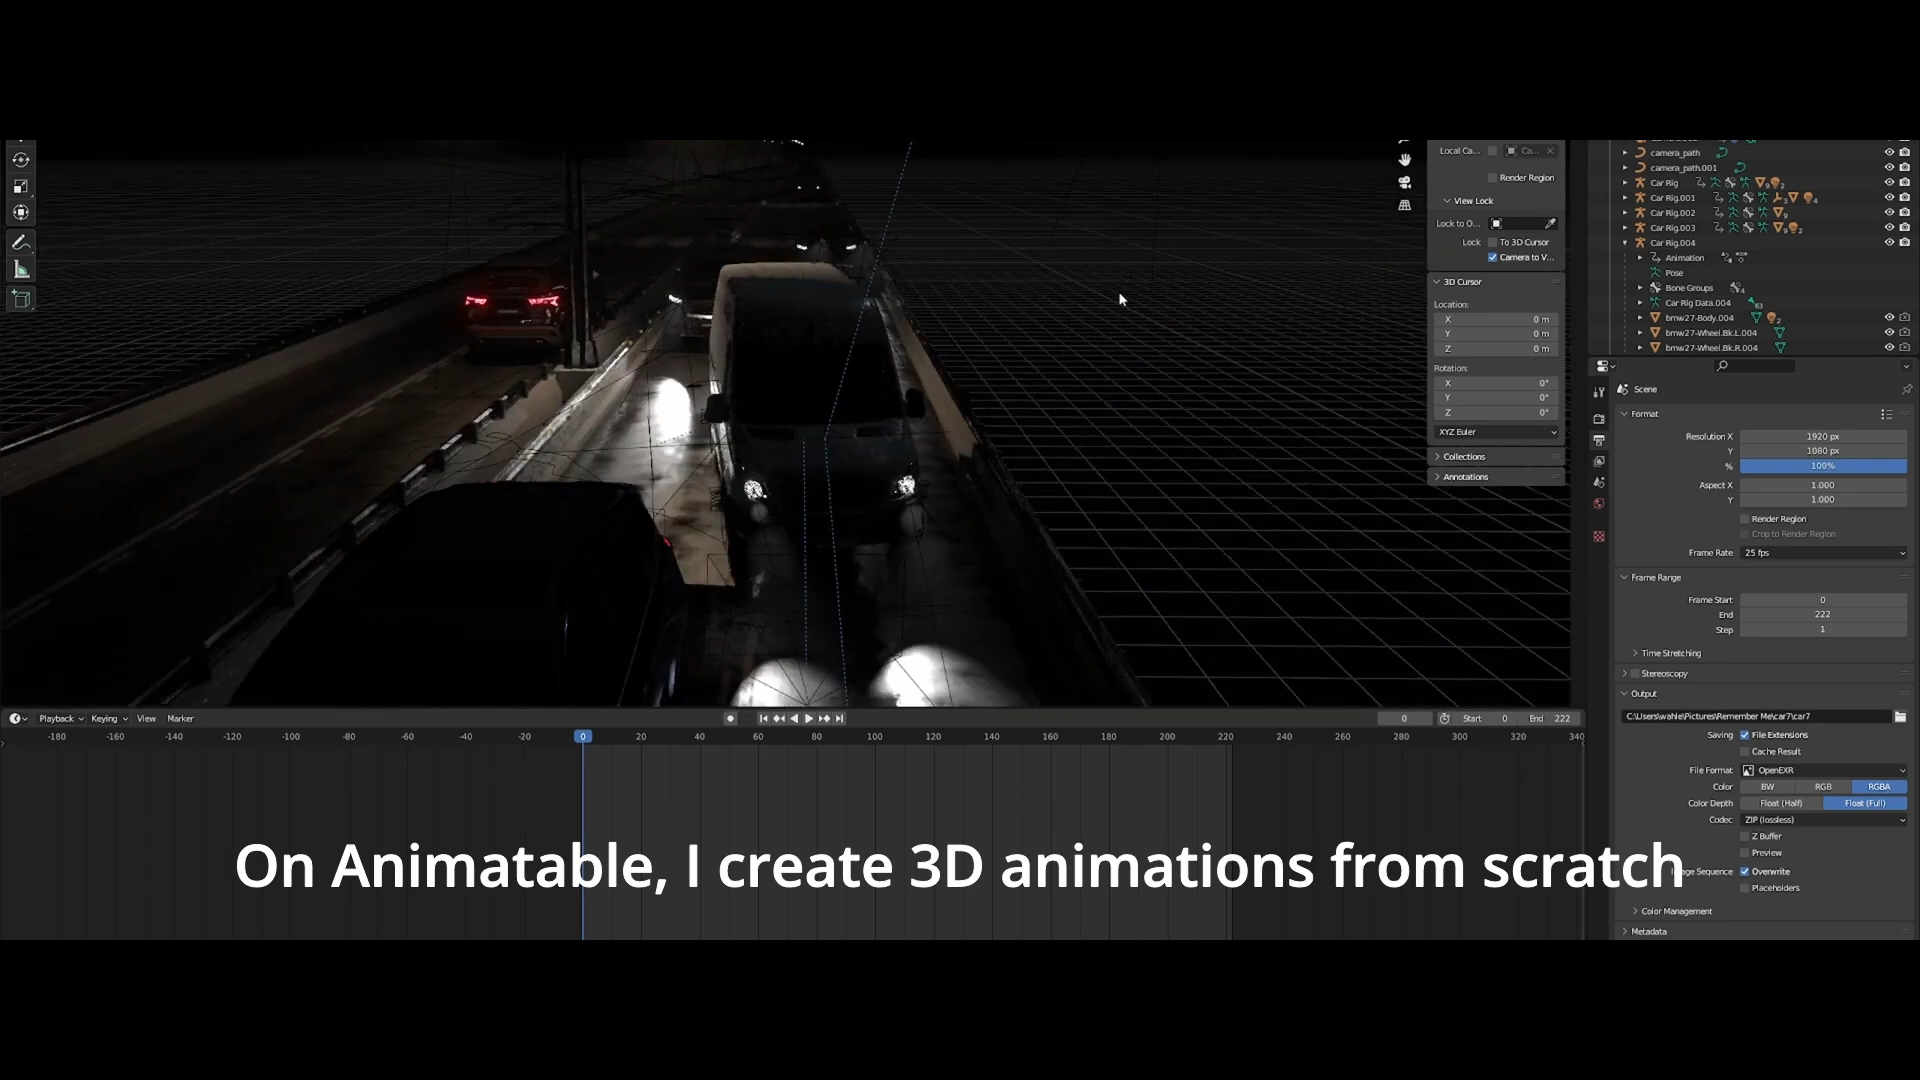 Local Ca...
Ca...
Render Region
View Lock
Lock to O...
Lock
To 3D Cursor
Camera to V...
3D Cursor
Location:
X 0 m
Y 0 m
Z 0 m
Rotation:
X 0°
Y 0°
Z 0°
XYZ Euler
Collections
Annotations
camera_path
camera_path.001
Car Rig
Car Rig.001
Car Rig.002
Car Rig.003
Car Rig.004
Animation
Pose
Bone Groups
Car Rig Data.004
bmw27-Body.004
bmw27-Wheel.Bk.L.004
bmw27-Wheel.Bk.R.004
Scene
Format
Resolution X 1920 px
Y 1080 px
% 100%
Aspect X 1.000
Y 1.000
Render Region
Crop to Render Region
Frame Rate 25 fps
Frame Range
Frame Start 0
End 222
Step 1
Time Stretching
Stereoscopy
Output
C:\Users\wahle\Pictures\Remember Me\car7\car7
Saving File Extensions
Cache Result
File Format OpenEXR
Color BW RGB RGBA
Color Depth Float (Half) Float (Full)
Codec ZIP (lossless)
Z Buffer
Preview
Sequence Overwrite
Placeholders
Color Management
Metadata
Playback Keying View Marker
0 Start 0 End 222
-180 -160 -140 -120 -100 -80 -60 -40 -20 0 20 40 60 80 100 120 140 160 180 200 220 240 260 280 300 320 340
On Animatable, I create 3D animations from scratch